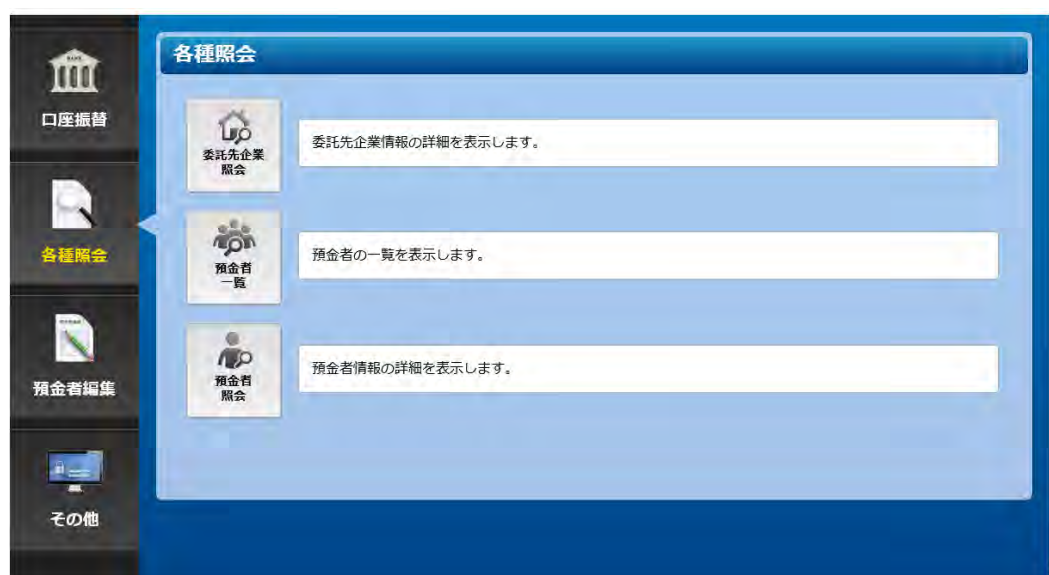 口座振替
各種照会
預金者編集
その他
各種照会
委託先企業
照会
委託先企業情報の詳細を表示します。
預金者
一覧
預金者の一覧を表示します。
預金者
照会
預金者情報の詳細を表示します。